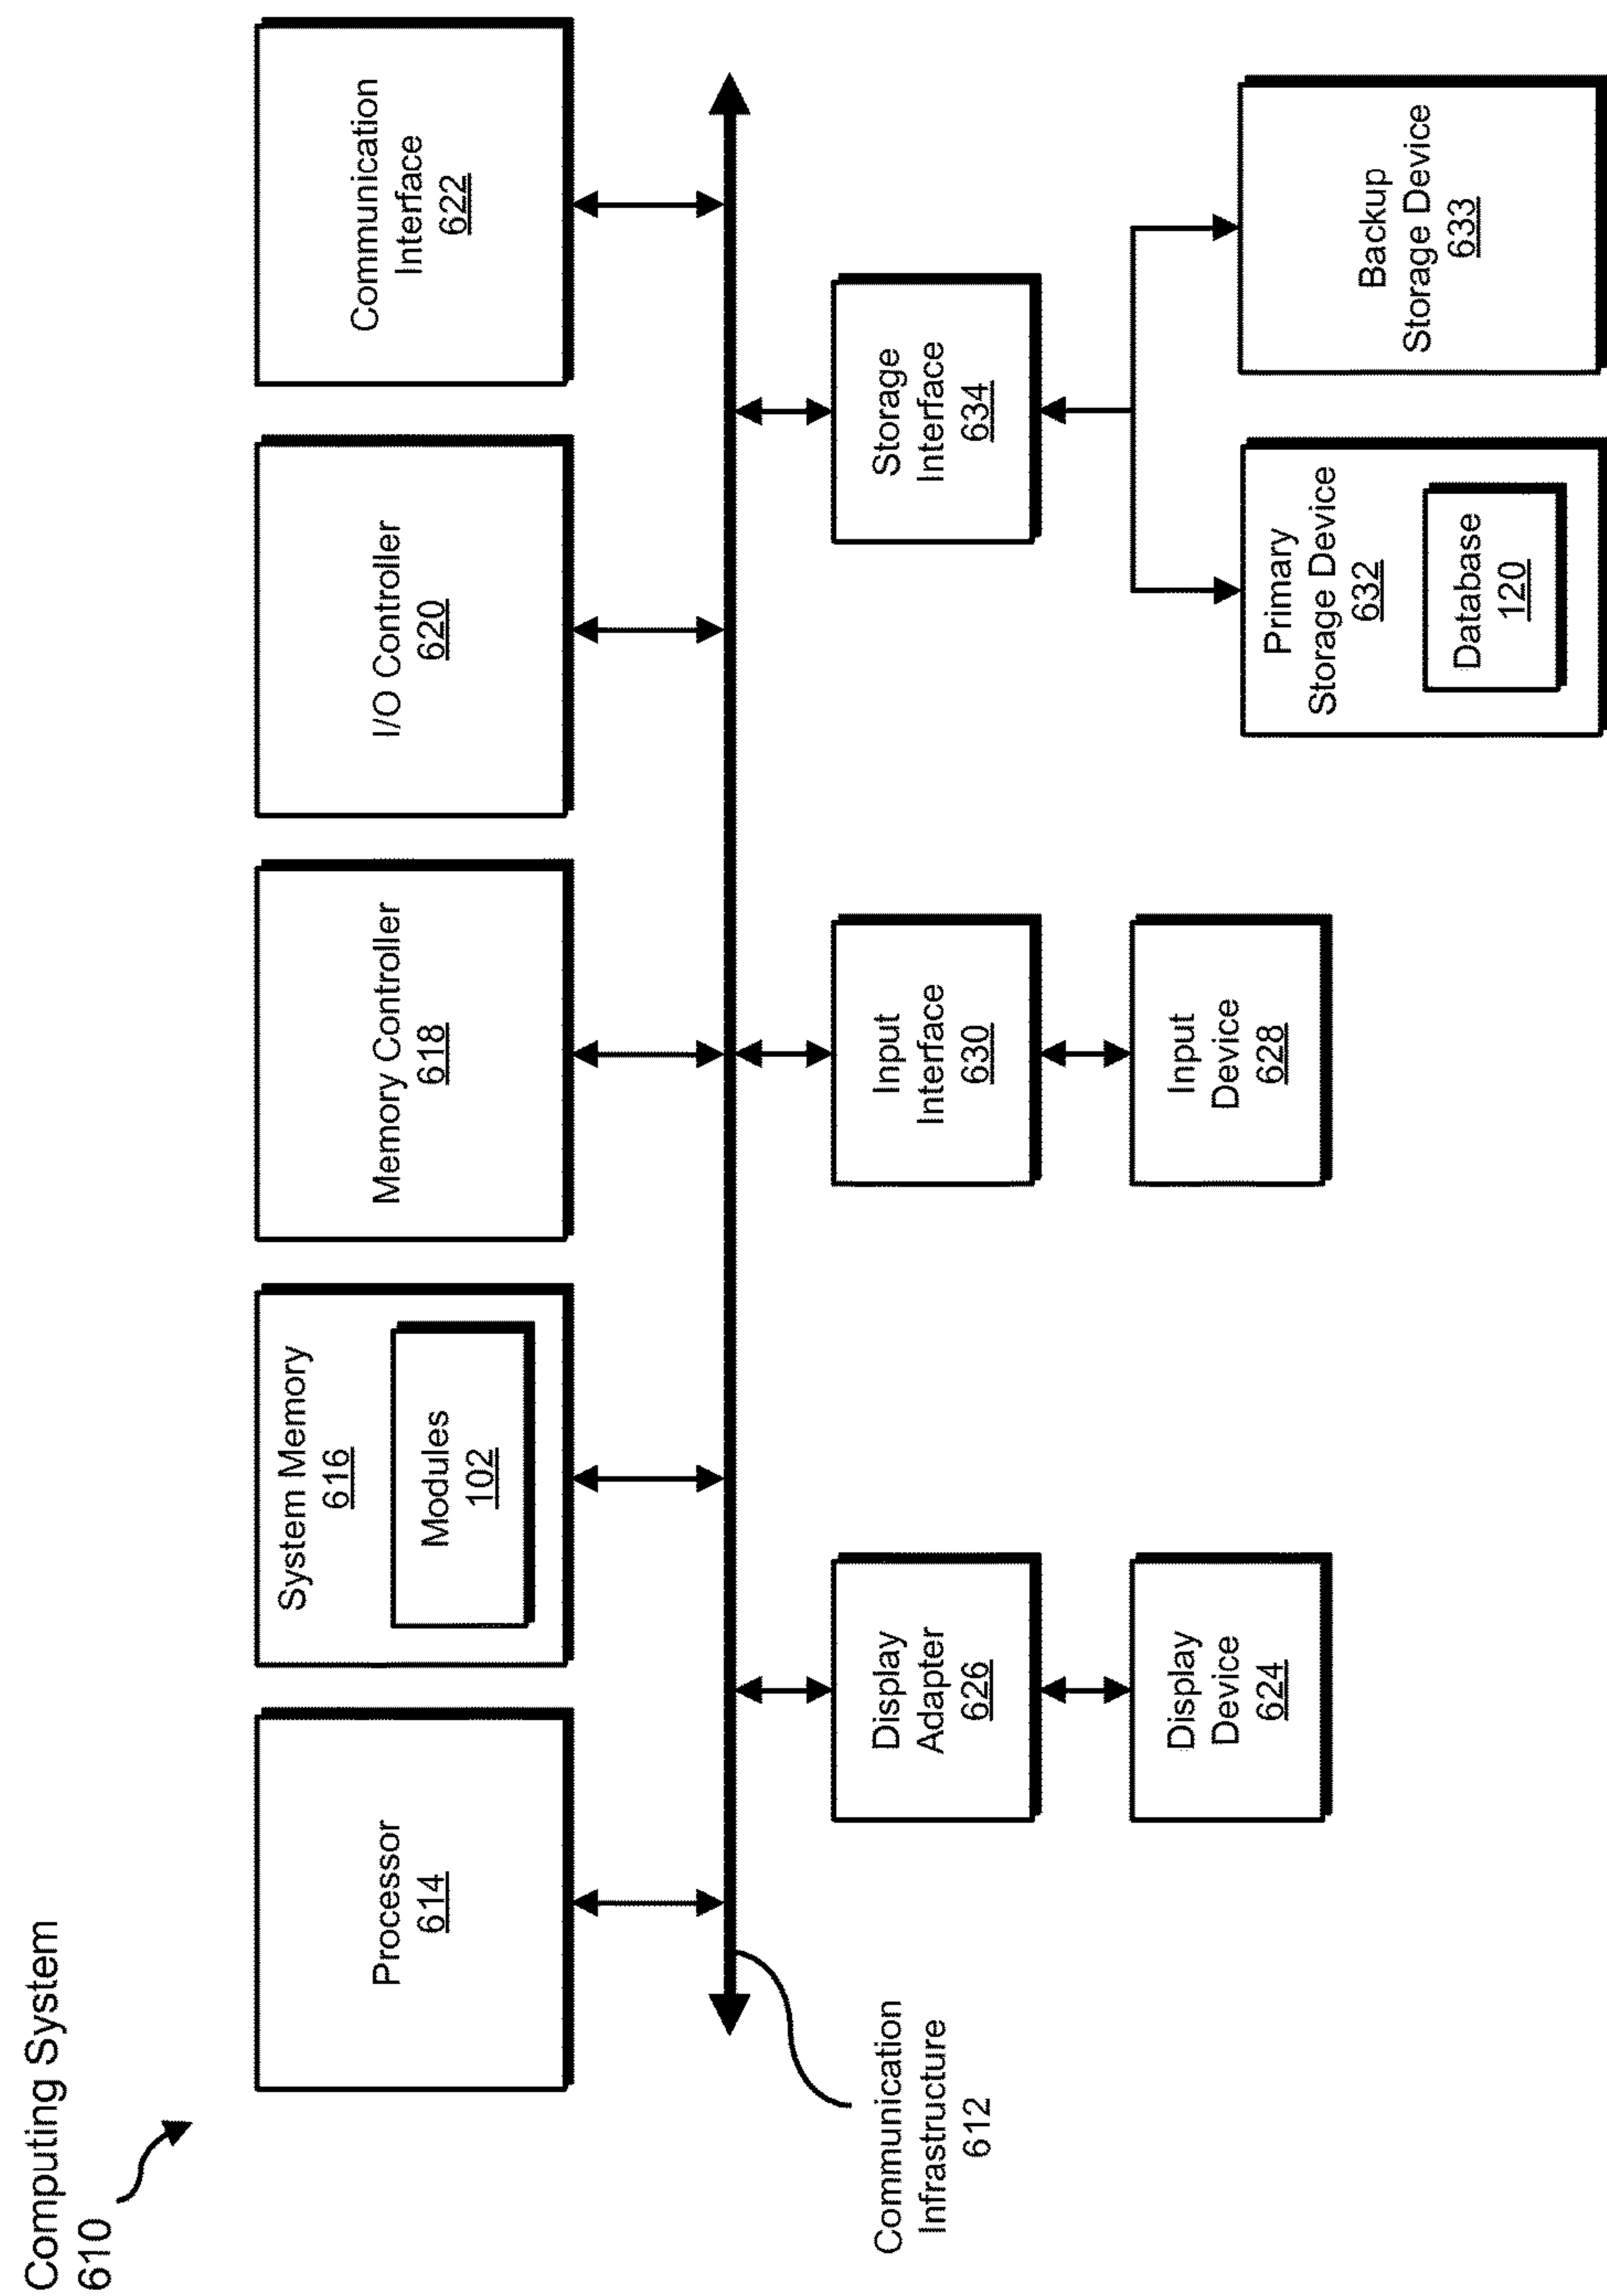 Computing System
610
Processor
614
System Memory
616
Modules
102
Memory Controller
618
I/O Controller
620
Communication
Interface
622
Communication
Infrastructure
612
Display
Adapter
626
Input
Interface
630
Storage
Interface
634
Display
Device
624
Input
Device
628
Primary
Storage Device
632
Database
120
Backup
Storage Device
633